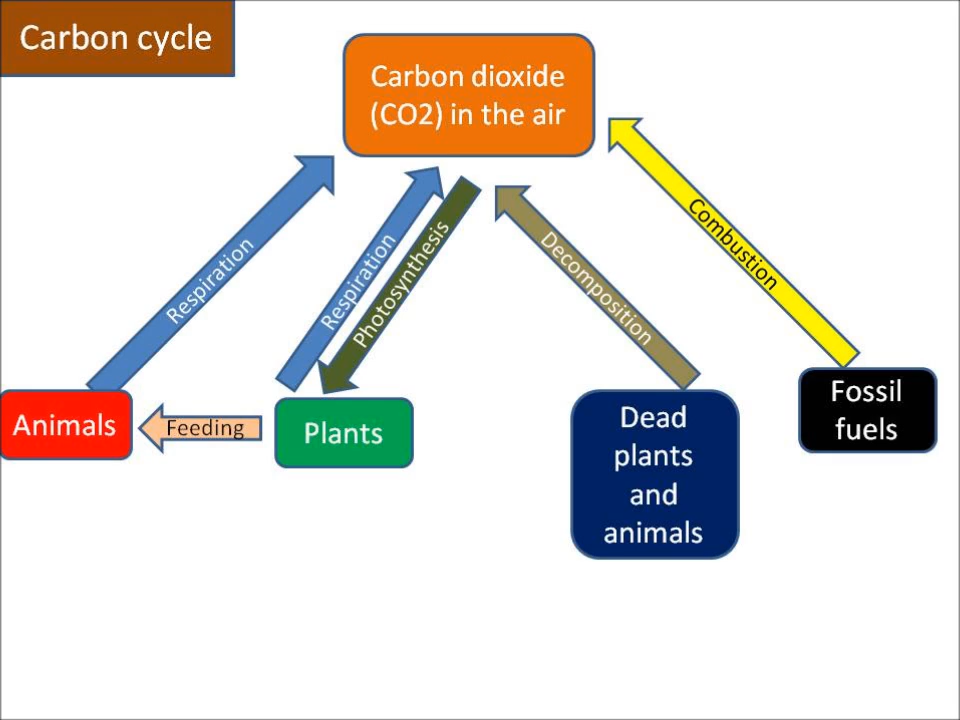 Carbon cycle
Carbon dioxide
(CO2) in the air
Respiration
Respiration
Photosynthesis
Decomposition
Combustion
Animals
Feeding
Plants
Dead
plants
and
animals
Fossil
fuels